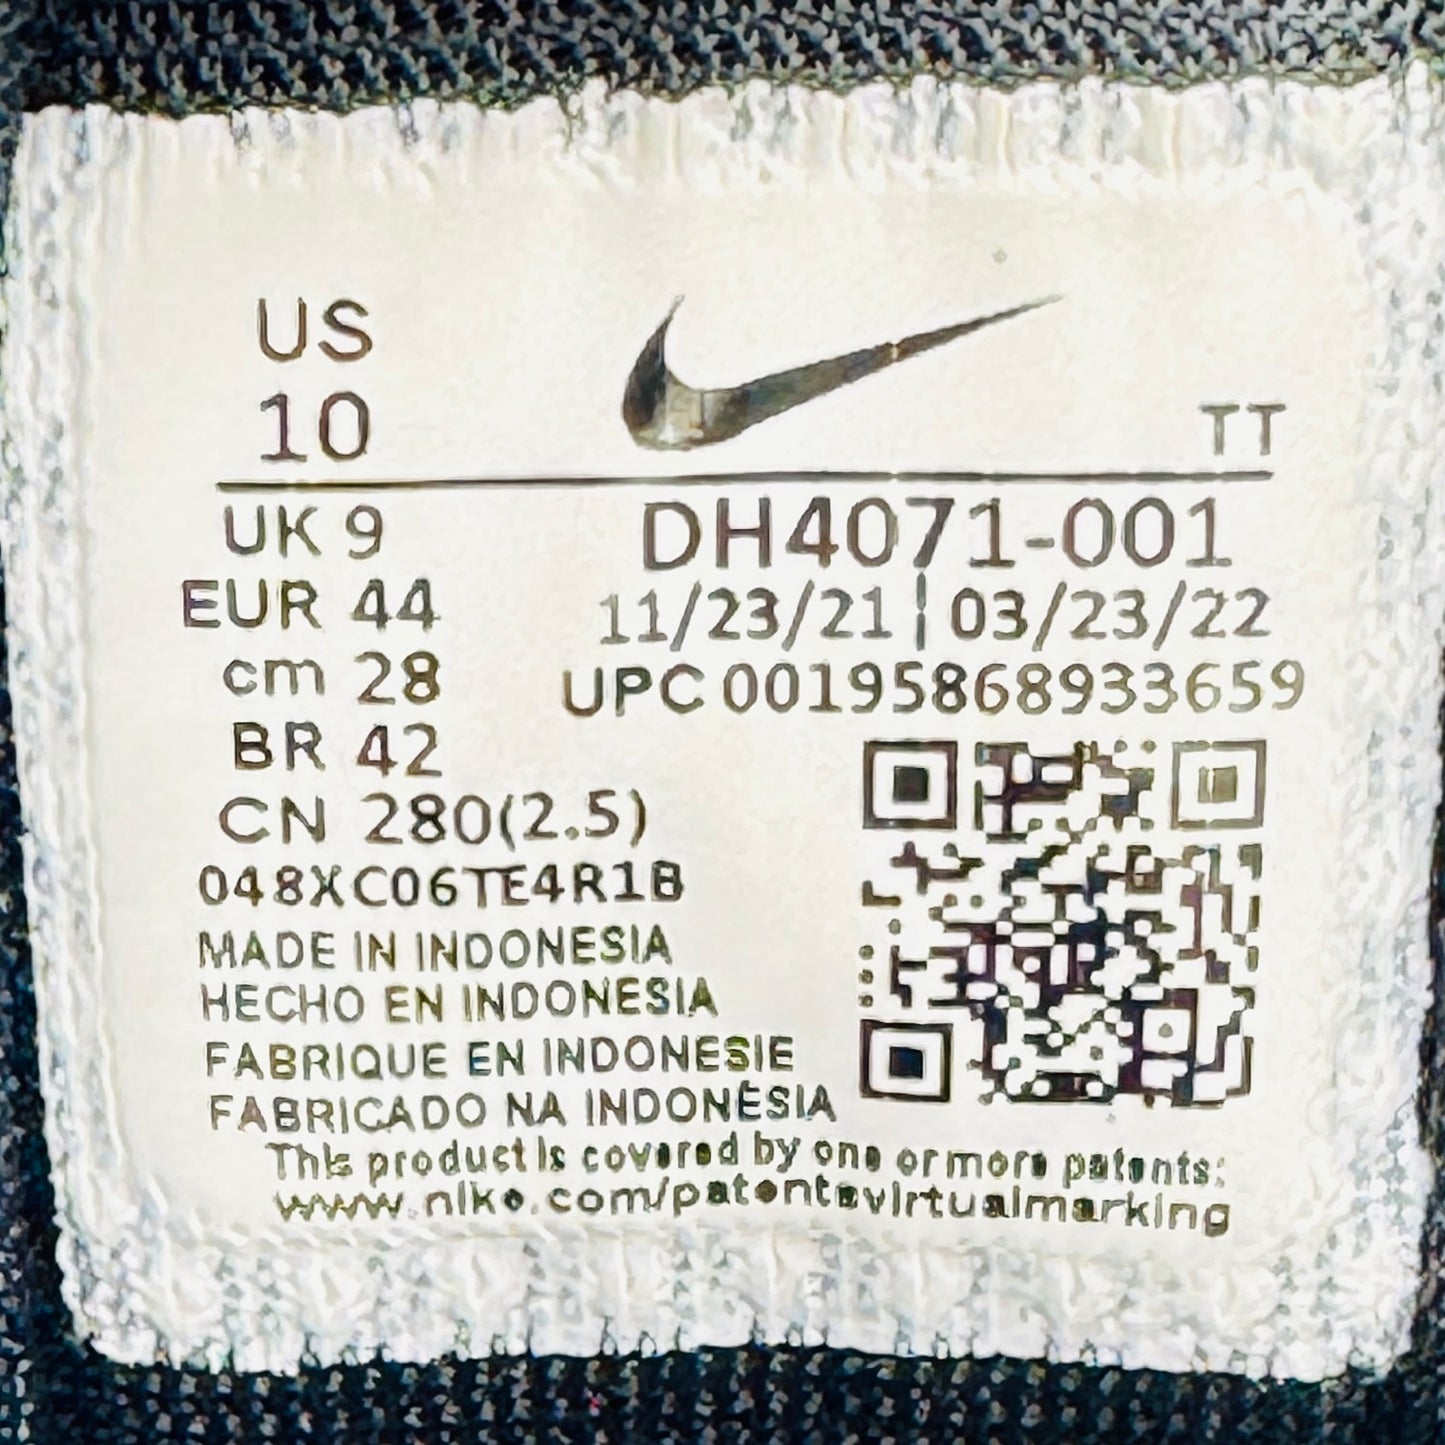 US
10
TT
UK 9
DH4071-001
EUR 44
11/23/21 | 03/23/22
cm 28
UPC 00195868933659
BR 42
CN 280(2.5)
048XC06TE4R1B
MADE IN INDONESIA
HECHO EN INDONESIA
FABRIQUE EN INDONESIE
FABRICADO NA INDONÉSIA
This product is covered by one or more patents:
www.nike.com/patentsvirtualmarking